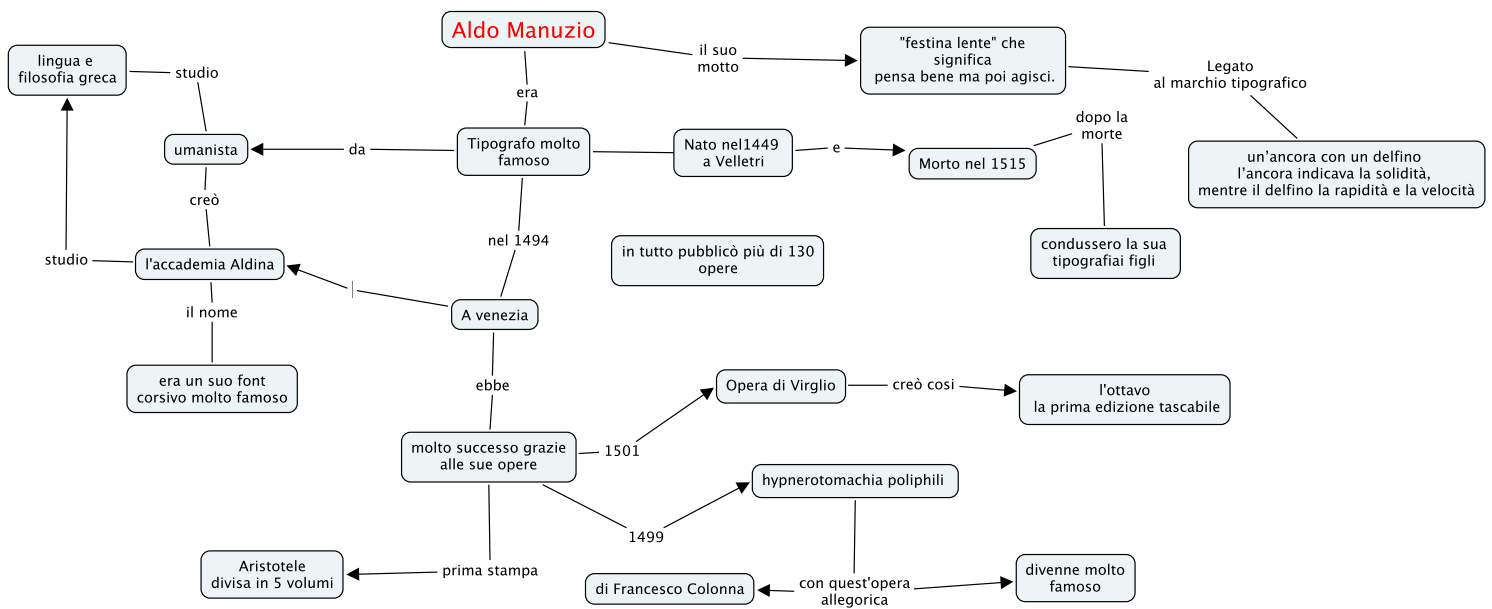 Aldo Manuzio
il suo
motto
"festina lente" che
significa
pensa bene ma poi agisci.
Legato
al marchio tipografico
un'ancora con un delfino
l'ancora indicava la solidità,
mentre il delfino la rapidità e la velocità
era
lingua e
filosofia greca
studio
umanista
da
Tipografo molto
famoso
Nato nel1449
a Velletri
e
Morto nel 1515
dopo la
morte
condussero la sua
tipografiai figli
creò
nel 1494
in tutto pubblicò più di 130
opere
studio
l'accademia Aldina
il nome
era un suo font
corsivo molto famoso
A venezia
ebbe
molto successo grazie
alle sue opere
1501
Opera di Virglio
creò cosi
l'ottavo
la prima edizione tascabile
1499
hypnerotomachia poliphili
prima stampa
Aristotele
divisa in 5 volumi
con quest'opera
allegorica
di Francesco Colonna
divenne molto
famoso